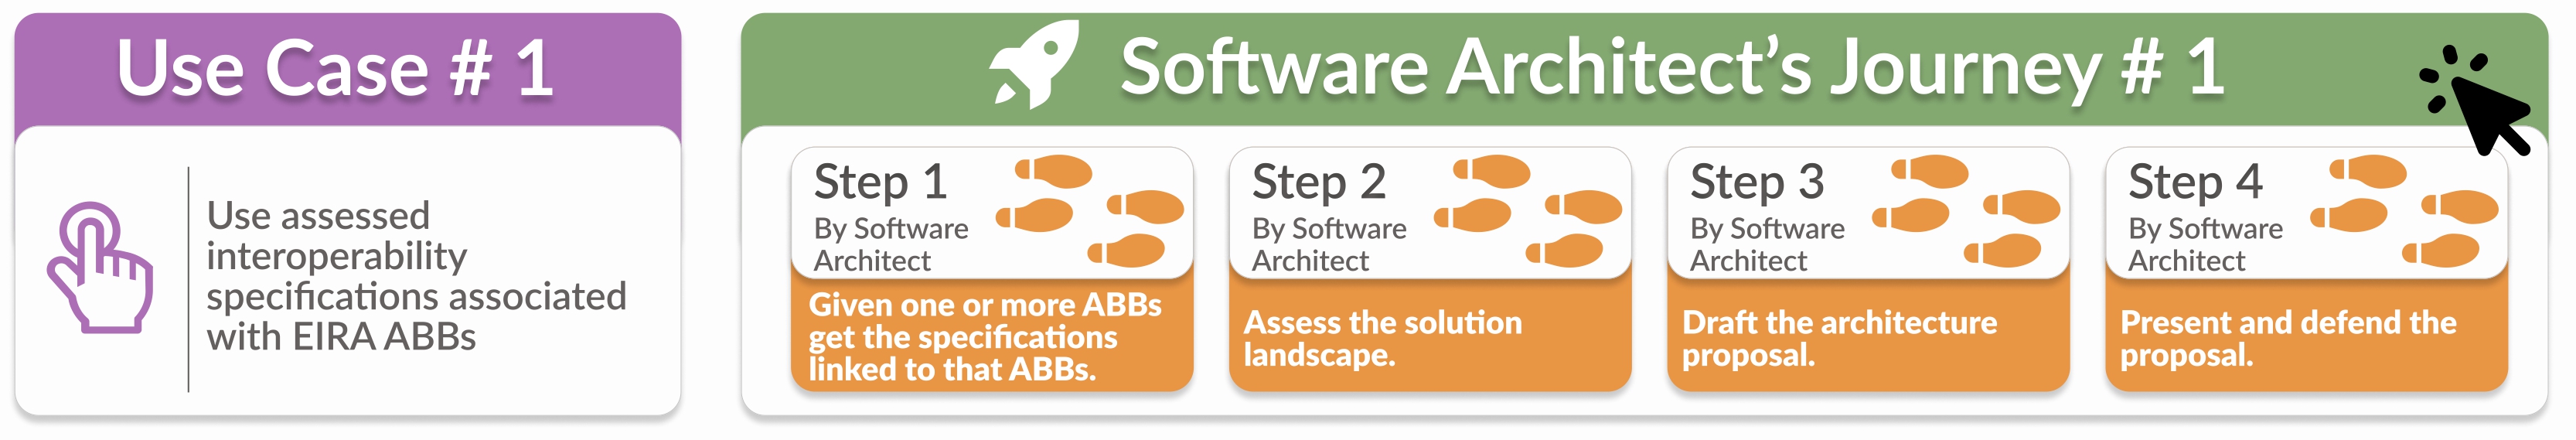 Use Case # 1
Use assessed
interoperability
specifications associated
with EIRA ABBs
Software Architect’s Journey # 1
Step 1
By Software
Architect
Given one or more ABBs
get the specifications
linked to that ABBs.
Step 2
By Software
Architect
Assess the solution
landscape.
Step 3
By Software
Architect
Draft the architecture
proposal.
Step 4
By Software
Architect
Present and defend the
proposal.